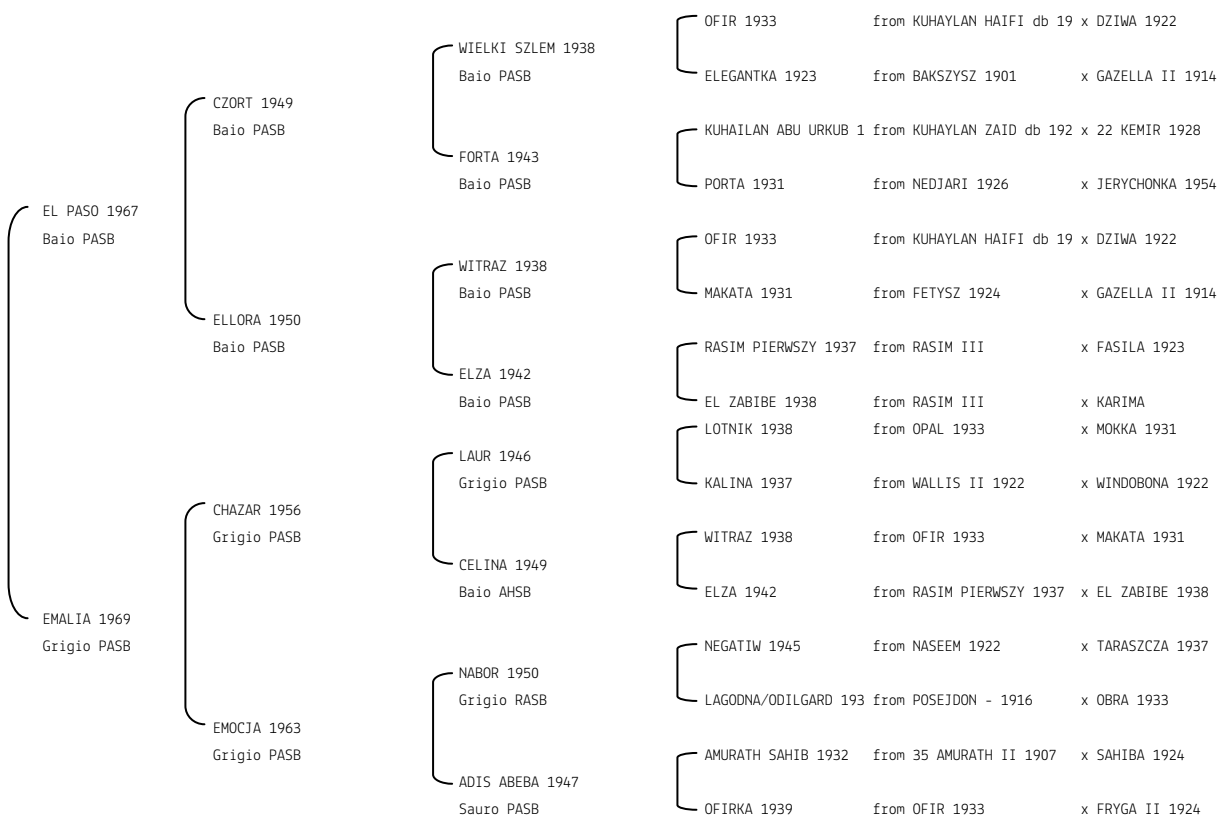 OFIR 1933 from KUHAYLAN HAIFI db 19 x DZIWA 1922
WIELKI SZLEM 1938
Baio PASB
ELEGANTKA 1923 from BAKSZYSZ 1901 x GAZELLA II 1914
CZORT 1949
Baio PASB
KUHAILAN ABU URKUB 1 from KUHAYLAN ZAID db 192 x 22 KEMIR 1928
FORTA 1943
Baio PASB
PORTA 1931 from NEDJARI 1926 x JERYCHONKA 1954
EL PASO 1967
Baio PASB
OFIR 1933 from KUHAYLAN HAIFI db 19 x DZIWA 1922
WITRAZ 1938
Baio PASB
MAKATA 1931 from FETYSZ 1924 x GAZELLA II 1914
ELLORA 1950
Baio PASB
RASIM PIERWSZY 1937 from RASIM III x FASILA 1923
ELZA 1942
Baio PASB
EL ZABIBE 1938 from RASIM III x KARIMA
LOTNIK 1938 from OPAL 1933 x MOKKA 1931
LAUR 1946
Grigio PASB
KALINA 1937 from WALLIS II 1922 x WINDOBONA 1922
CHAZAR 1956
Grigio PASB
WITRAZ 1938 from OFIR 1933 x MAKATA 1931
CELINA 1949
Baio AHSB
ELZA 1942 from RASIM PIERWSZY 1937 x EL ZABIBE 1938
EMALIA 1969
Grigio PASB
NEGATIW 1945 from NASEEM 1922 x TARASZCZA 1937
NABOR 1950
Grigio RASB
LAGODNA/ODILGARD 193 from POSEJDON - 1916 x OBRA 1933
EMOCJA 1963
Grigio PASB
AMURATH SAHIB 1932 from 35 AMURATH II 1907 x SAHIBA 1924
ADIS ABEBA 1947
Sauro PASB
OFIRKA 1939 from OFIR 1933 x FRYGA II 1924